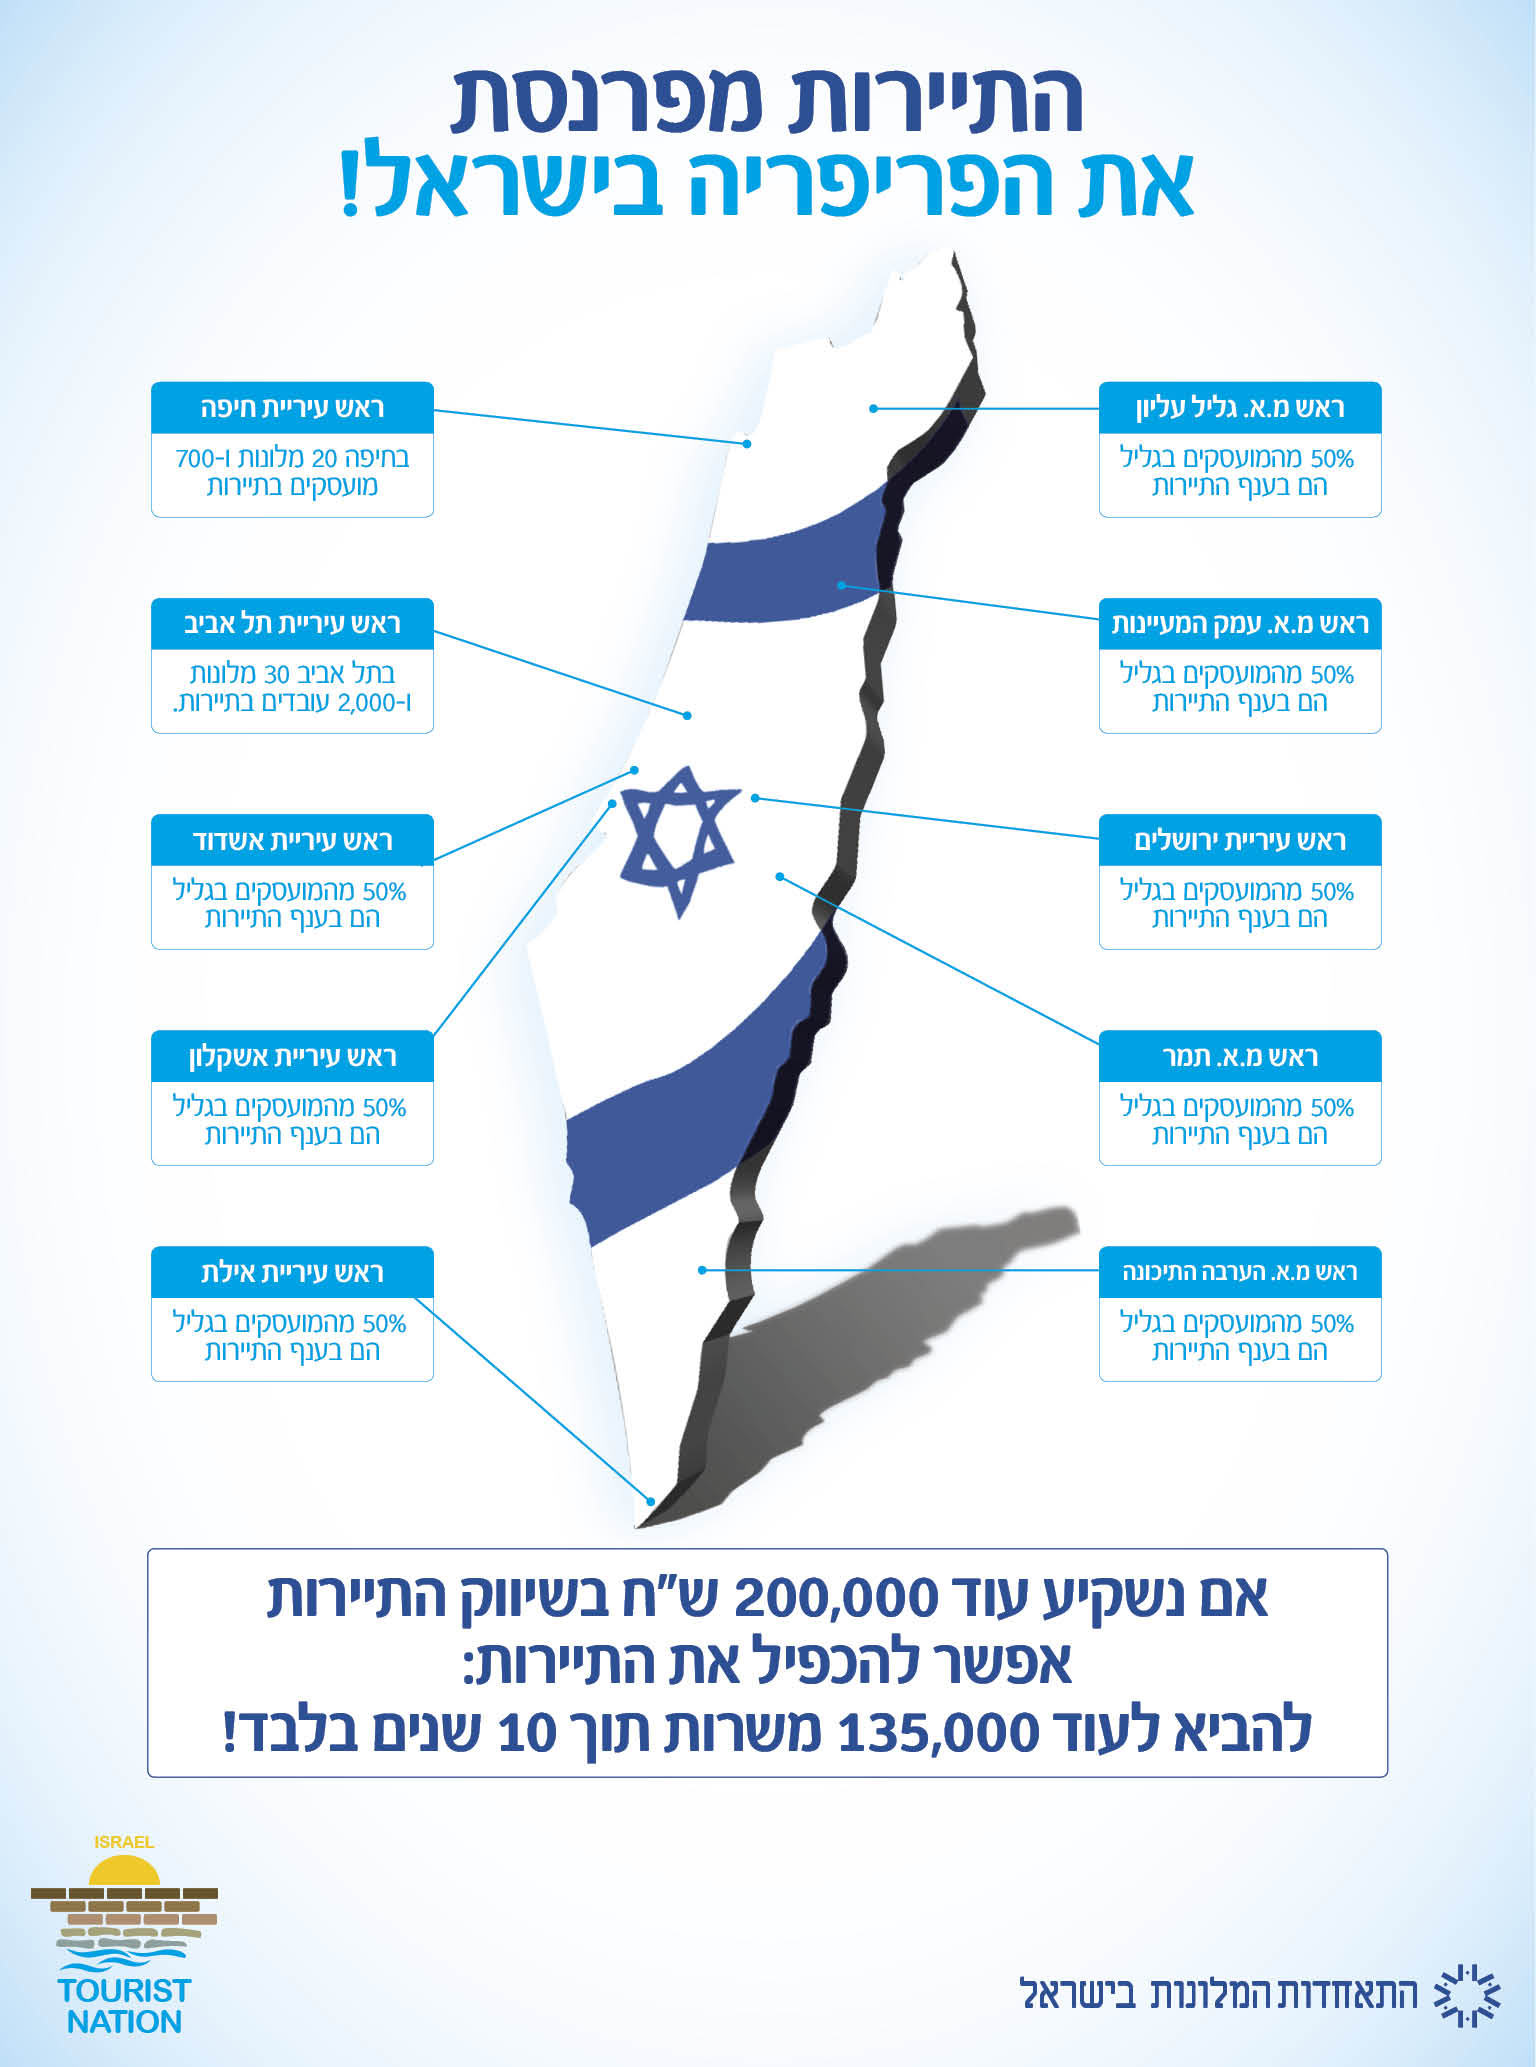 התיירות מפרנסת
את הפריפריה בישראל!
ראש מ.א. גליל עליון
50% מהמועסקים בגליל
הם בענף התיירות
ראש מ.א. עמק המעיינות
50% מהמועסקים בגליל
הם בענף התיירות
ראש עיריית ירושלים
50% מהמועסקים בגליל
הם בענף התיירות
ראש מ.א. תמר
50% מהמועסקים בגליל
הם בענף התיירות
ראש מ.א. הערבה התיכונה
50% מהמועסקים בגליל
הם בענף התיירות
ראש עיריית חיפה
בחיפה 20 מלונות ו-700
מועסקים בתיירות
ראש עיריית תל אביב
בתל אביב 30 מלונות
ו-2,000 עובדים בתיירות.
ראש עיריית אשדוד
50% מהמועסקים בגליל
הם בענף התיירות
ראש עיריית אשקלון
50% מהמועסקים בגליל
הם בענף התיירות
ראש עיריית אילת
50% מהמועסקים בגליל
הם בענף התיירות
אם נשקיע עוד 200,000 ש"ח בשיווק התיירות
אפשר להכפיל את התיירות:
להביא לעוד 135,000 משרות תוך 10 שנים בלבד!
התאחדות המלונות בישראל
ISRAEL
TOURIST
NATION